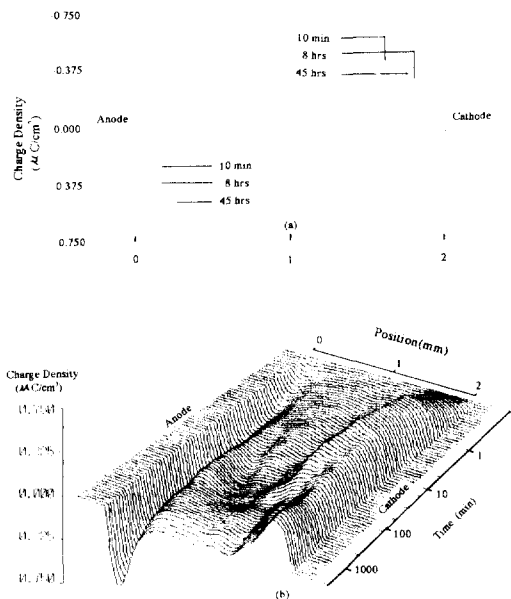 -0.750
10 min
8 hrs
-0.375
45 hrs
Charge Density
(μC/cm³)
Anode
0.000
Cathode
10 min
0.375
8 hrs
45 hrs
(a)
0.750
0
1
2
0
Position(mm)
1
2
Charge Density
(μC/cm³)
Anode
Cathode
1
10
100
1000
Time (min)
(b)